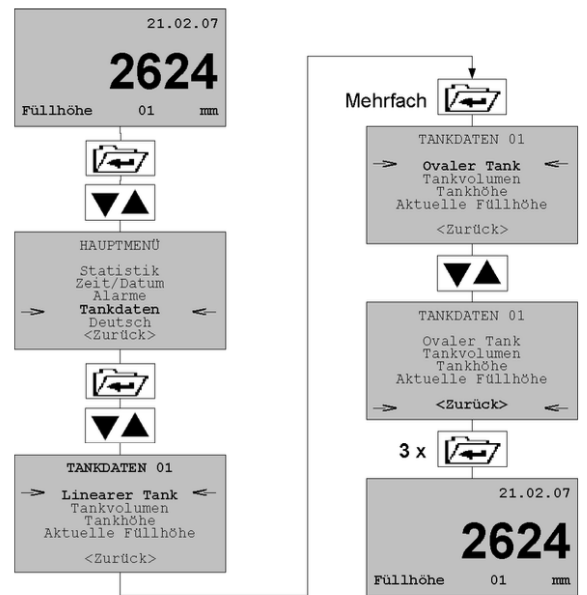 21.02.07
2624
Füllhöhe 01 mm
HAUPTMENÜ
Statistik
Zeit/Datum
Alarme
Tankdaten
Deutsch
<Zurück>
TANKDATEN 01
Linearer Tank
Tankvolumen
Tankhöhe
Aktuelle Füllhöhe
<Zurück>
Mehrfach
TANKDATEN 01
Ovaler Tank
Tankvolumen
Tankhöhe
Aktuelle Füllhöhe
<Zurück>
TANKDATEN 01
Ovaler Tank
Tankvolumen
Tankhöhe
Aktuelle Füllhöhe
<Zurück>
3 x
21.02.07
2624
Füllhöhe 01 mm